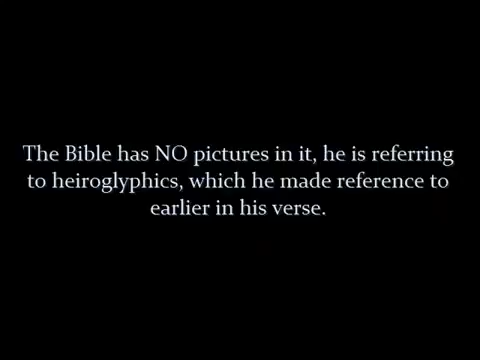 The Bible has NO pictures in it, he is referring
to heiroglyphics, which he made reference to
earlier in his verse.